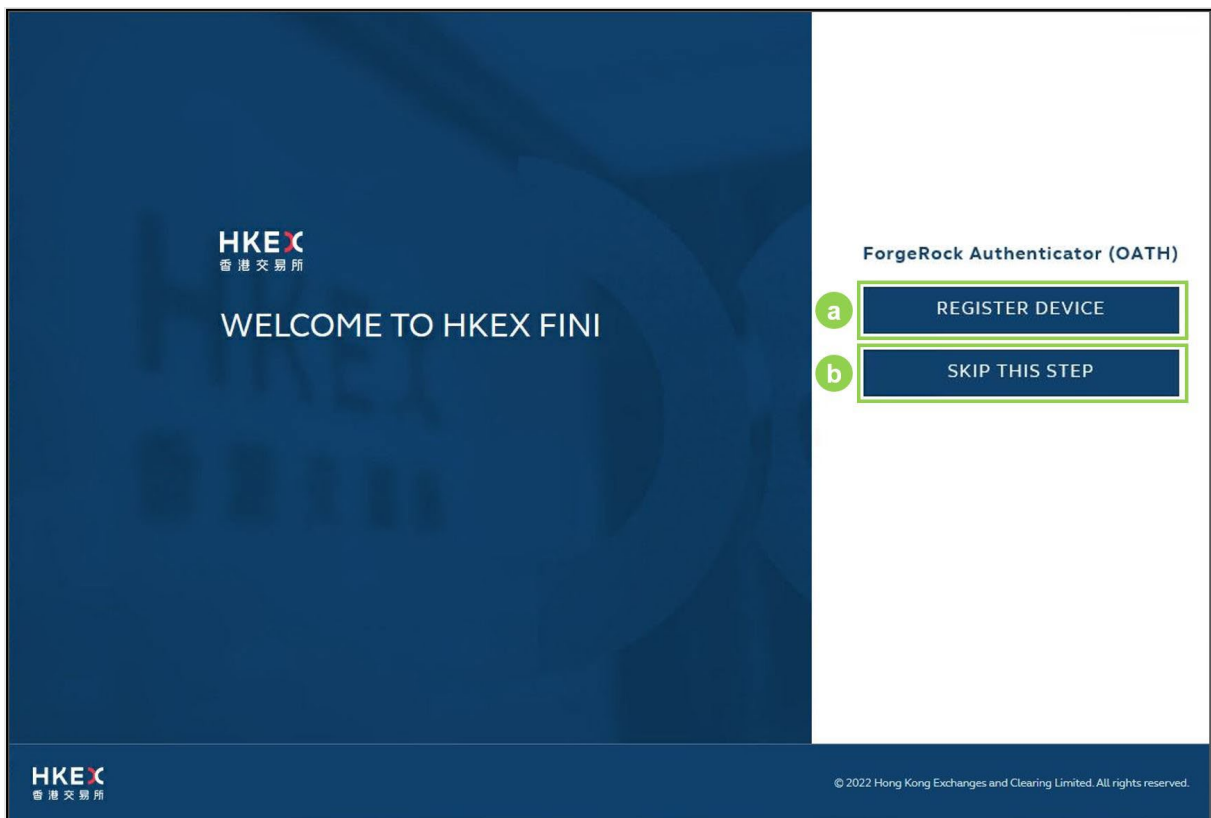 HKEX
香港交易所
WELCOME TO HKEX FINI
ForgeRock Authenticator (OATH)
a
REGISTER DEVICE
b
SKIP THIS STEP
HKEX
香港交易所
© 2022 Hong Kong Exchanges and Clearing Limited. All rights reserved.